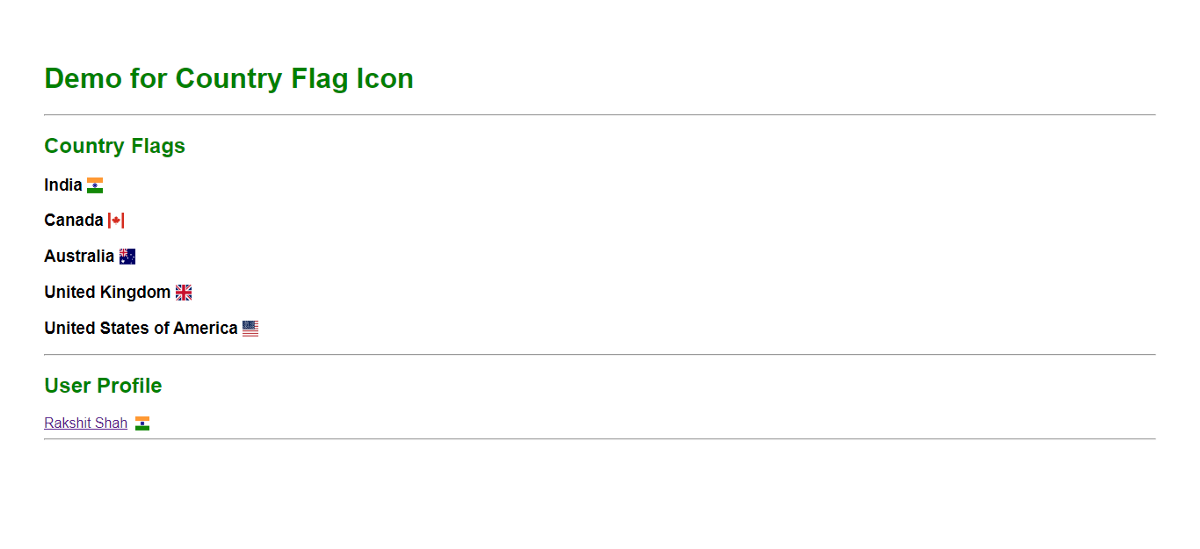 Demo for Country Flag Icon
Country Flags
India
Canada
Australia
United Kingdom
United States of America
User Profile
Rakshit Shah